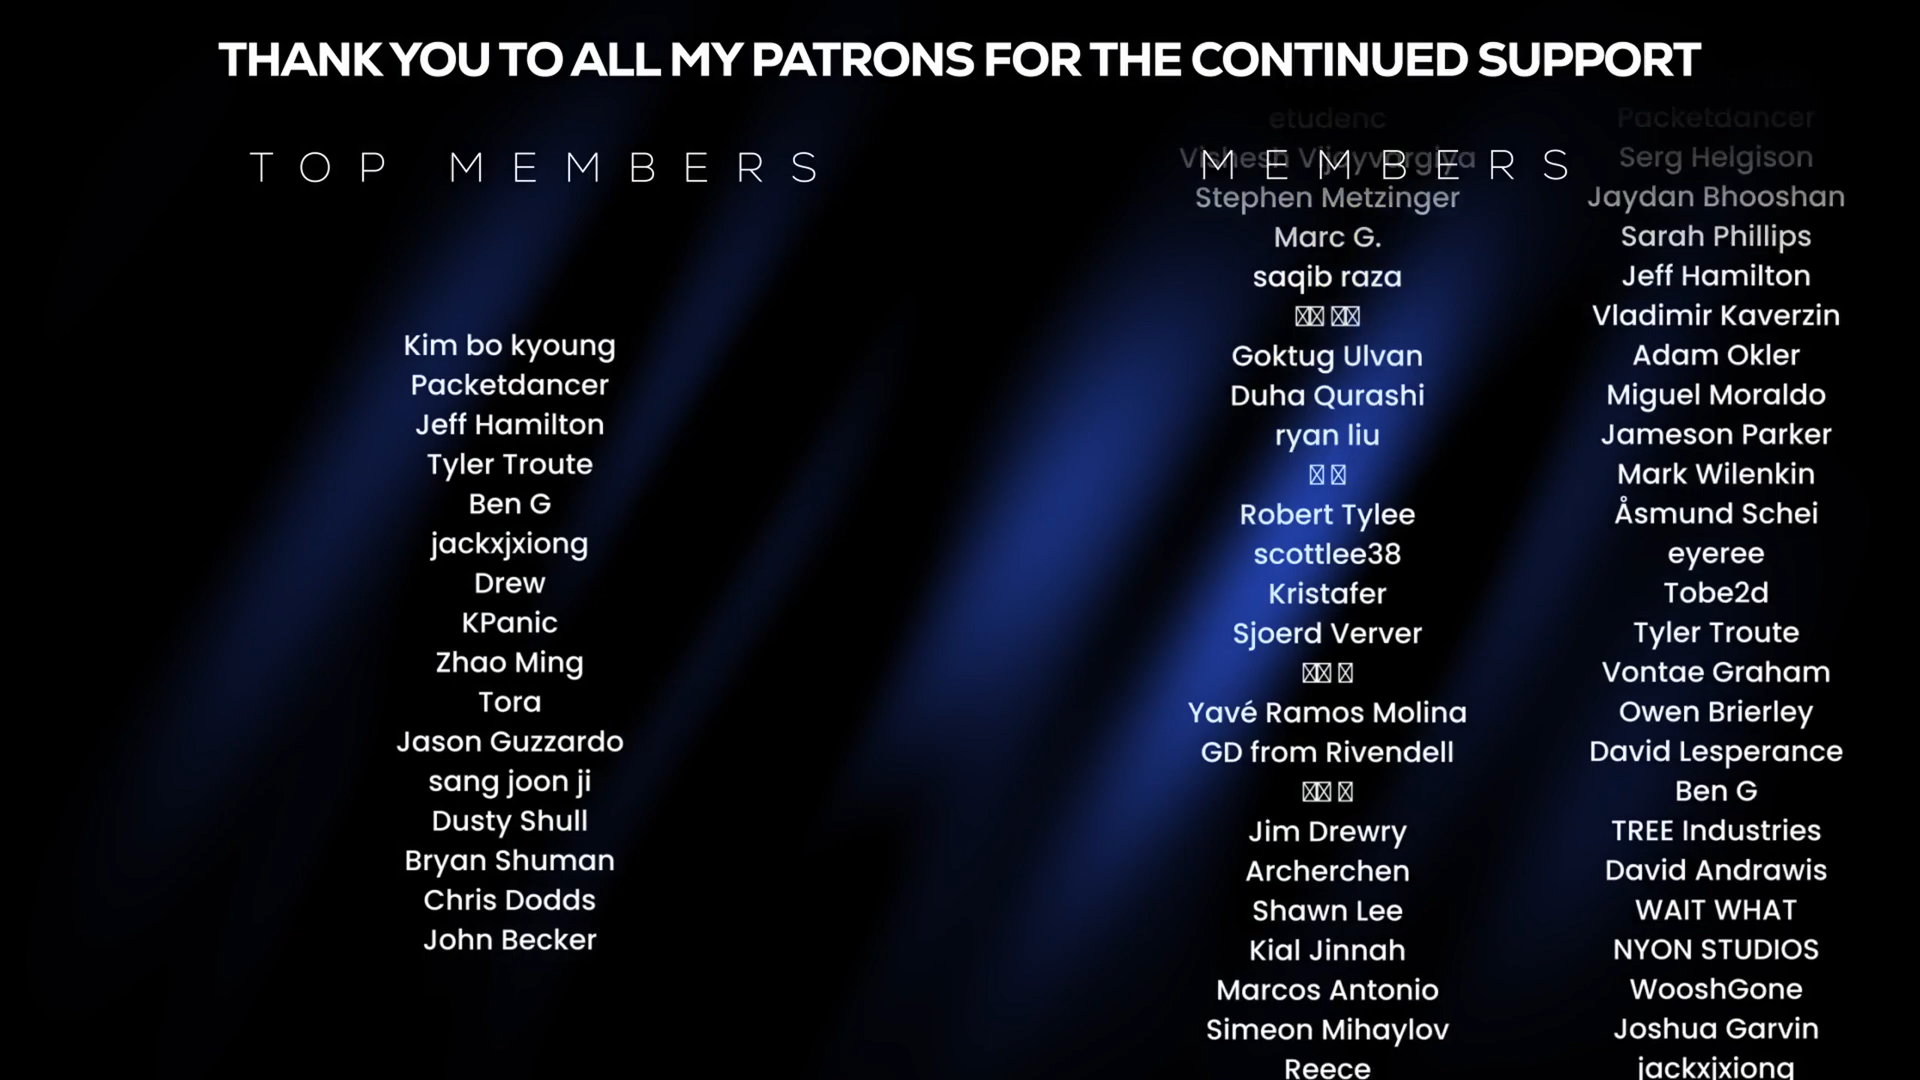 THANK YOU TO ALL MY PATRONS FOR THE CONTINUED SUPPORT
TOP MEMBERS
Kim bo kyoung
Packetdancer
Jeff Hamilton
Tyler Troute
Ben G
jackxjxiong
Drew
KPanic
Zhao Ming
Tora
Jason Guzzardo
sang joon ji
Dusty Shull
Bryan Shuman
Chris Dodds
John Becker
MEMBERS
etudenc
Vishesh Vijayvargiya
Stephen Metzinger
Marc G.
saqib raza
Goktug Ulvan
Duha Qurashi
ryan liu
Robert Tylee
scottlee38
Kristafer
Sjoerd Verver
Yavé Ramos Molina
GD from Rivendell
Jim Drewry
Archerchen
Shawn Lee
Kial Jinnah
Marcos Antonio
Simeon Mihaylov
Reece
Packetdancer
Serg Helgison
Jaydan Bhooshan
Sarah Phillips
Jeff Hamilton
Vladimir Kaverzin
Adam Okler
Miguel Moraldo
Jameson Parker
Mark Wilenkin
Åsmund Schei
eyeree
Tobe2d
Tyler Troute
Vontae Graham
Owen Brierley
David Lesperance
Ben G
TREE Industries
David Andrawis
WAIT WHAT
NYON STUDIOS
WooshGone
Joshua Garvin
jackxjxiong